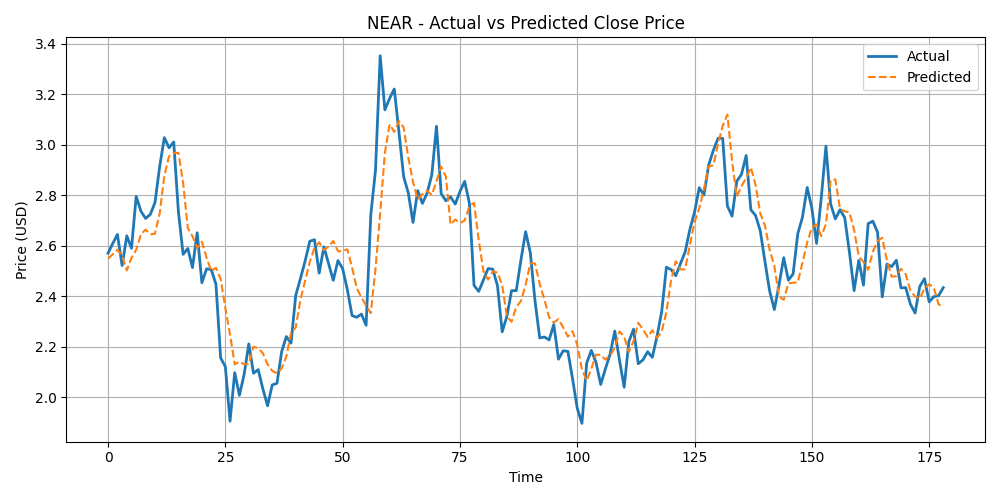 NEAR - Actual vs Predicted Close Price
Actual
Predicted
Price (USD)
3.4
3.2
3.0
2.8
2.6
2.4
2.2
2.0
0 25 50 75 100 125 150 175
Time